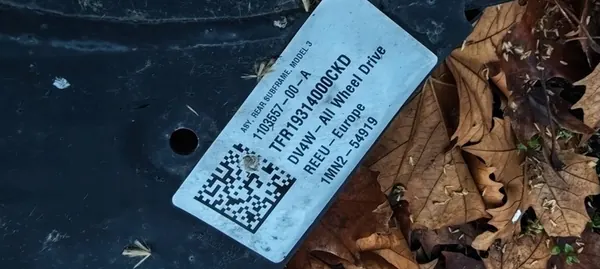 ASY, REAR SUBFRAME, MODEL 3
1103557-00-A
TFR19314000CKD
DV4W-All Wheel Drive
REEU-Europe
1MN2-54919